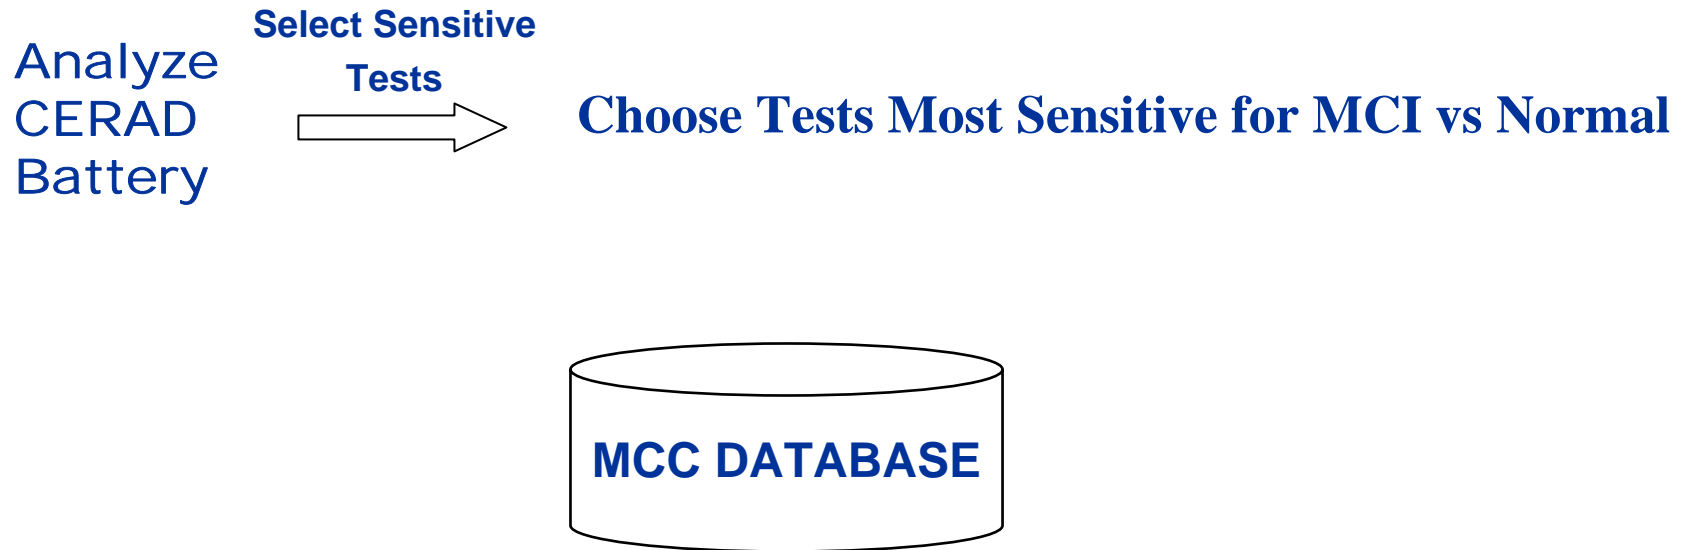 Analyze
CERAD
Battery
Select Sensitive
Tests
Choose Tests Most Sensitive for MCI vs Normal
MCC DATABASE